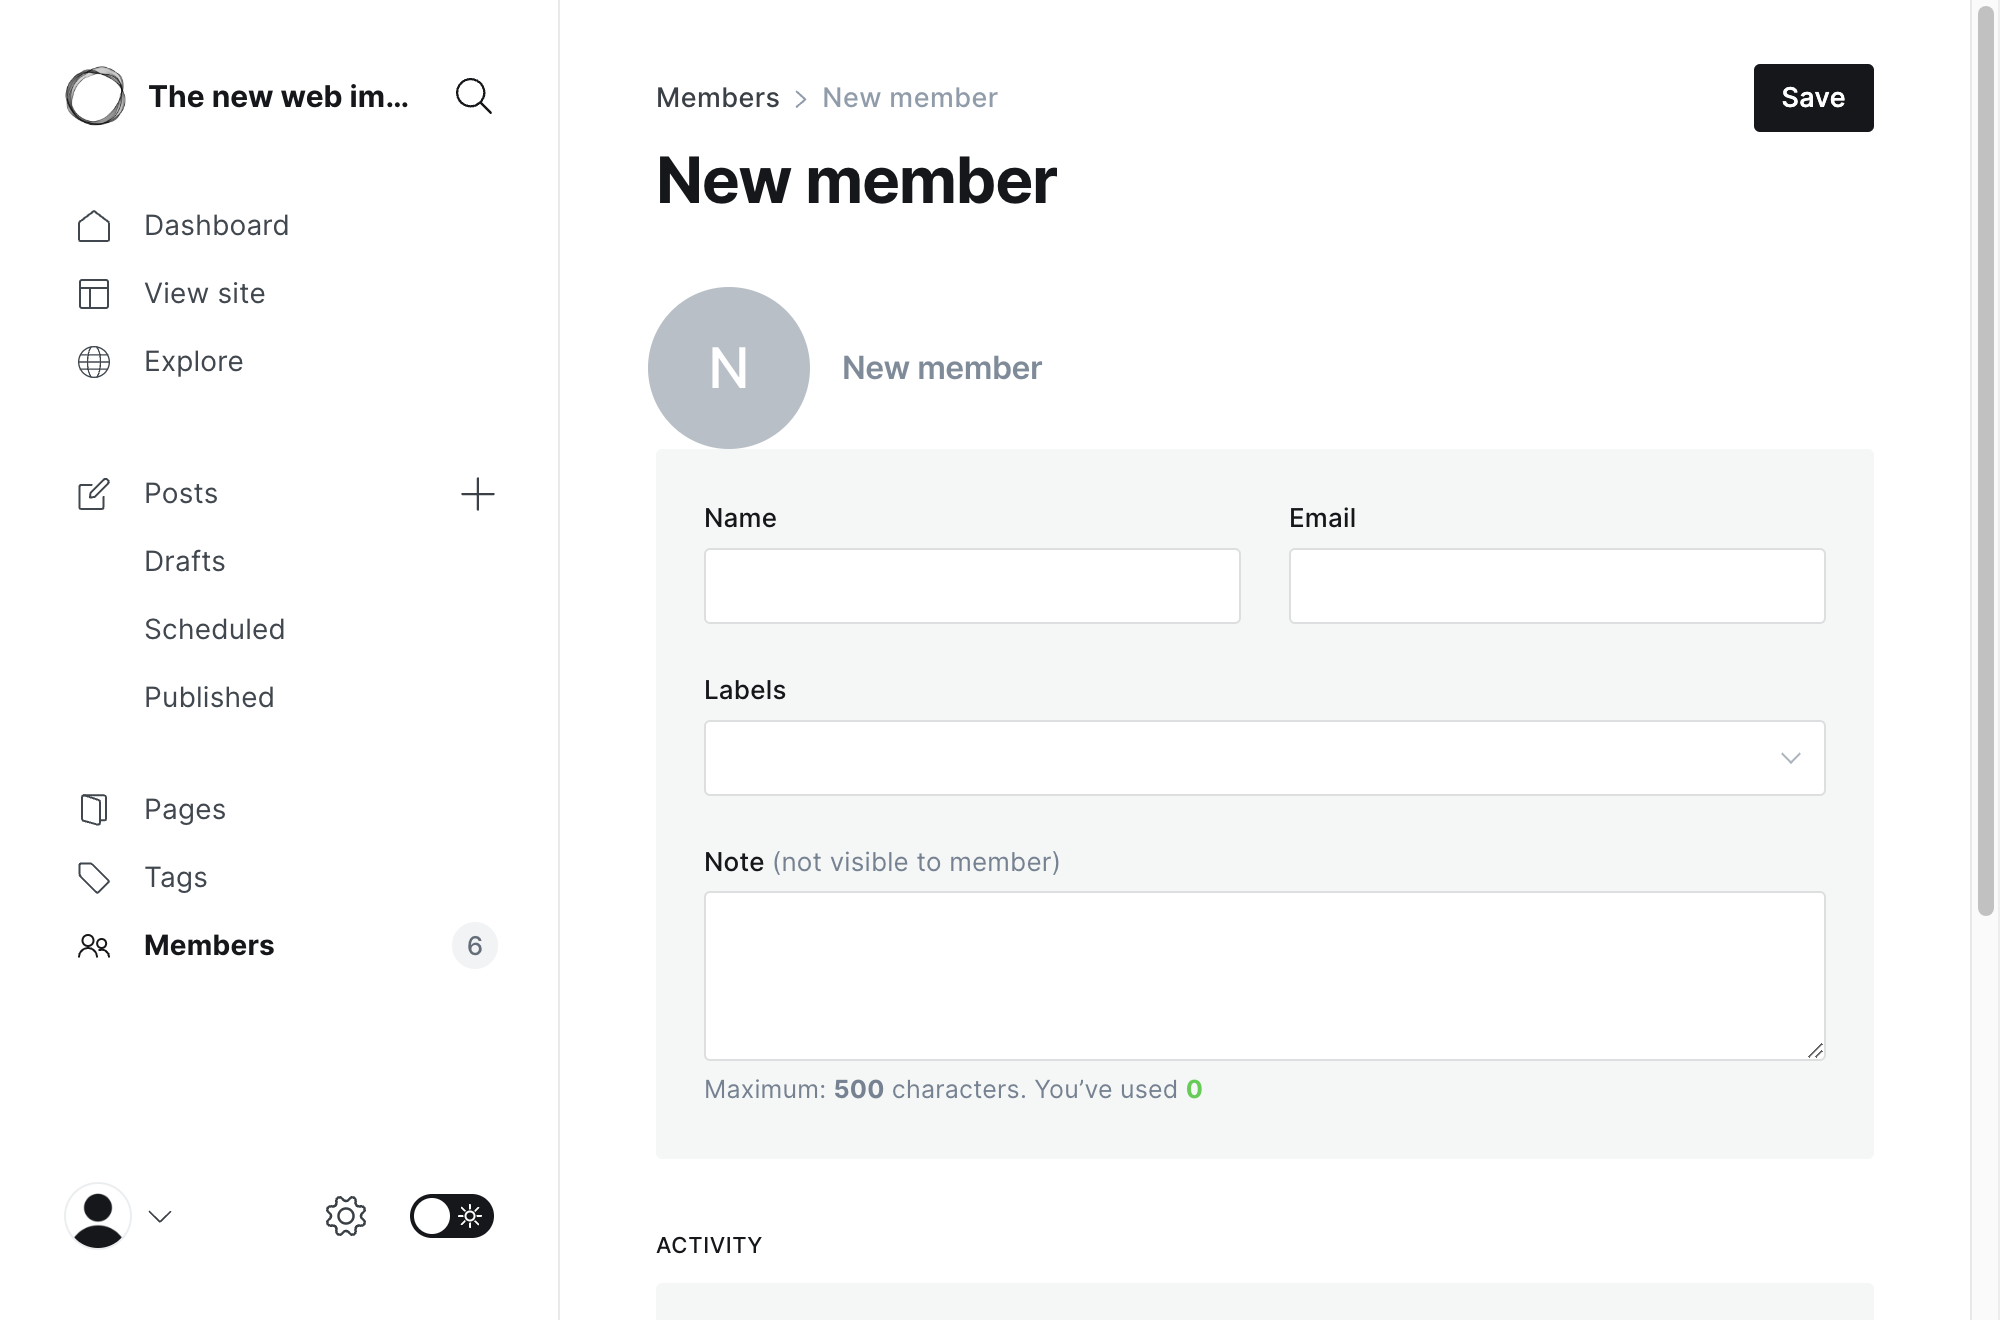 The new web im...
Dashboard
View site
Explore
Posts
Drafts
Scheduled
Published
Pages
Tags
Members
6
Members > New member
Save
New member
N
New member
Name
Email
Labels
Note (not visible to member)
Maximum: 500 characters. You’ve used 0
ACTIVITY